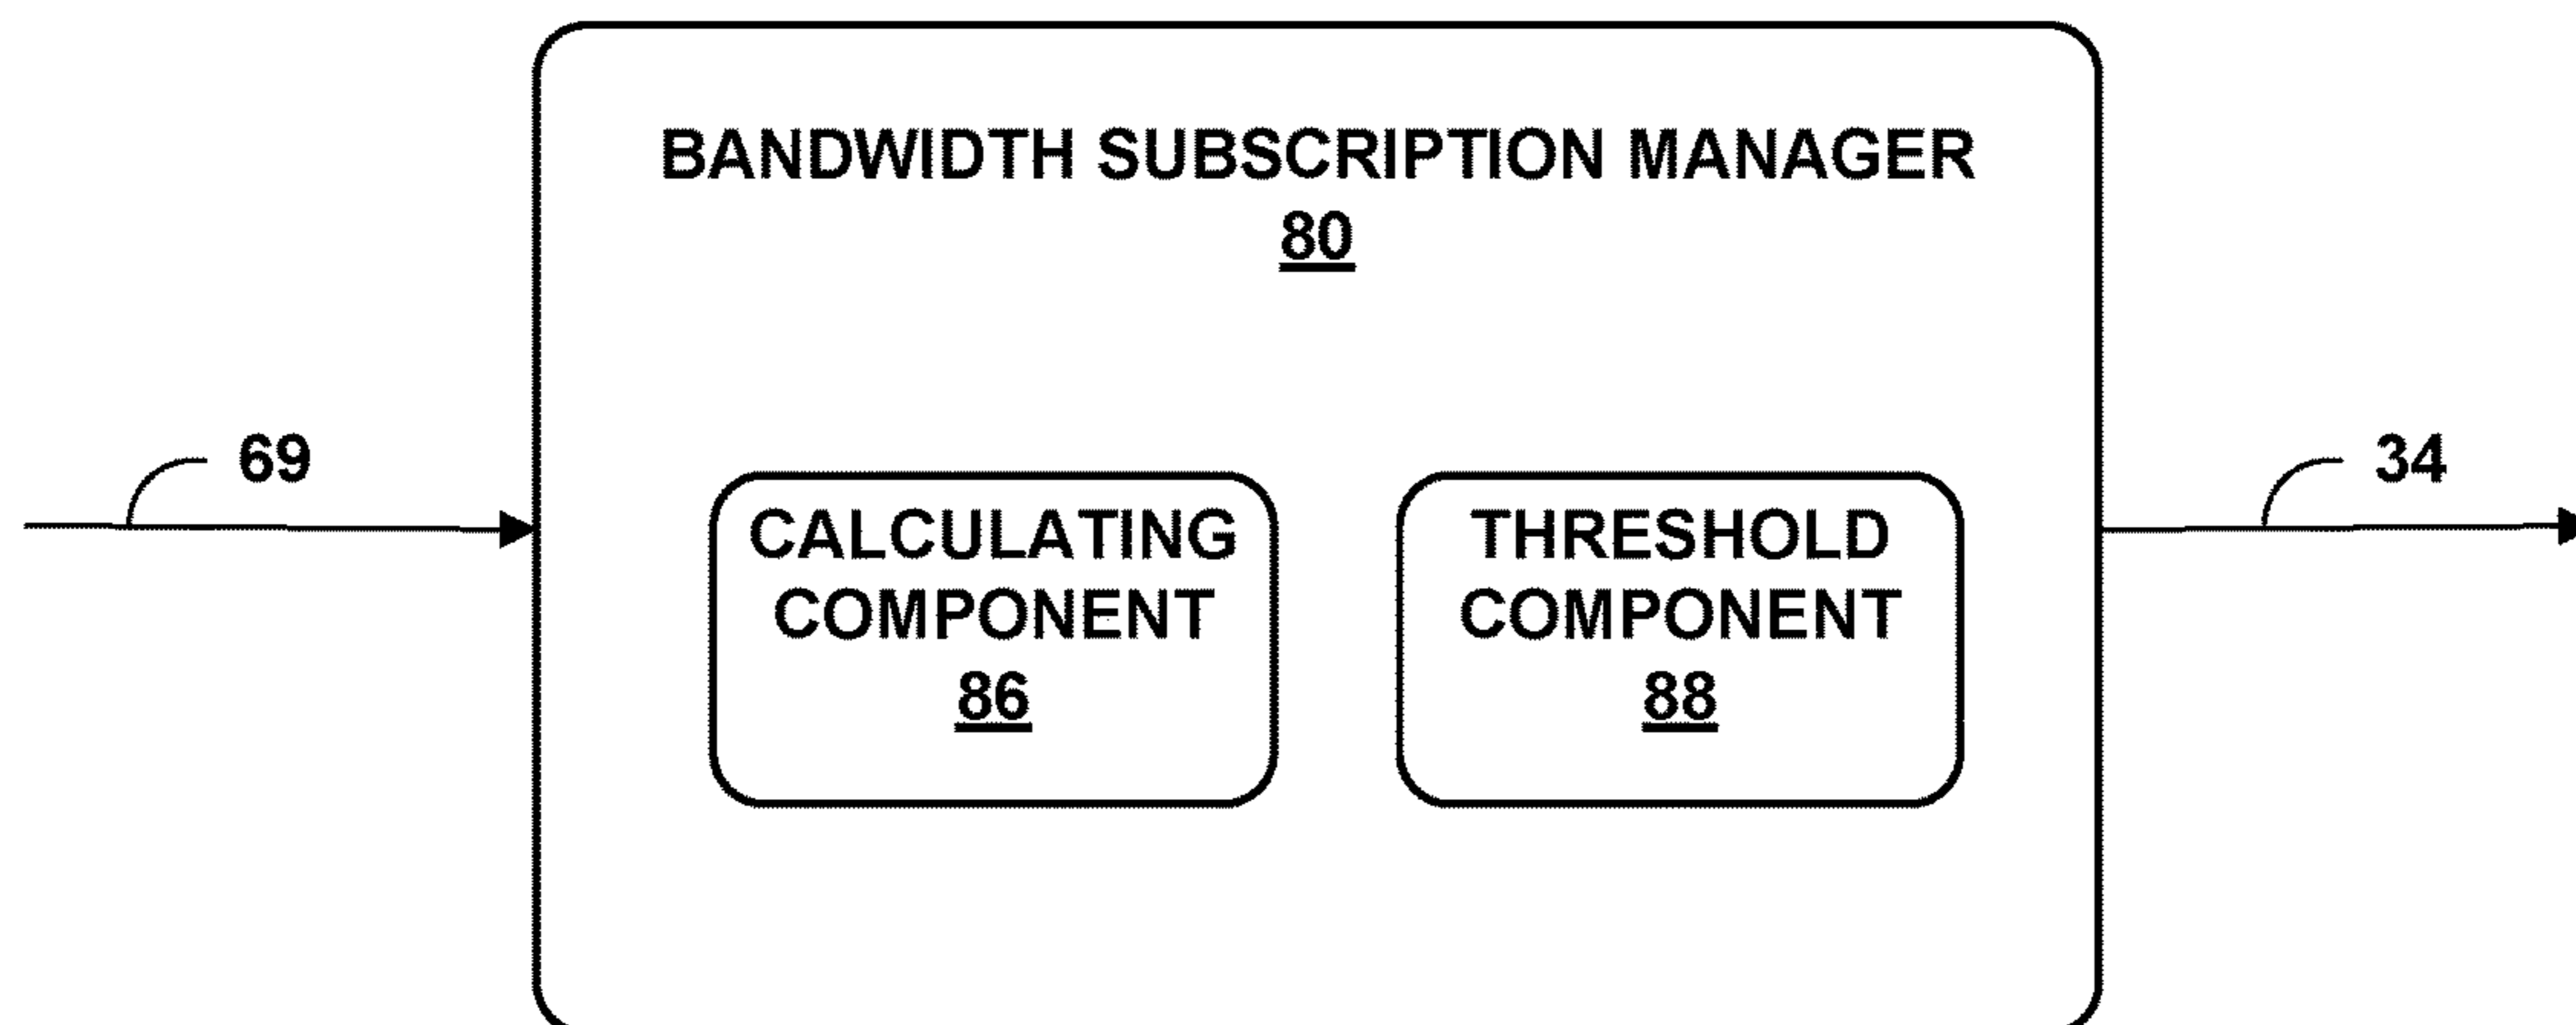 BANDWIDTH SUBSCRIPTION MANAGER
80
69
34
CALCULATING
COMPONENT
86
THRESHOLD
COMPONENT
88